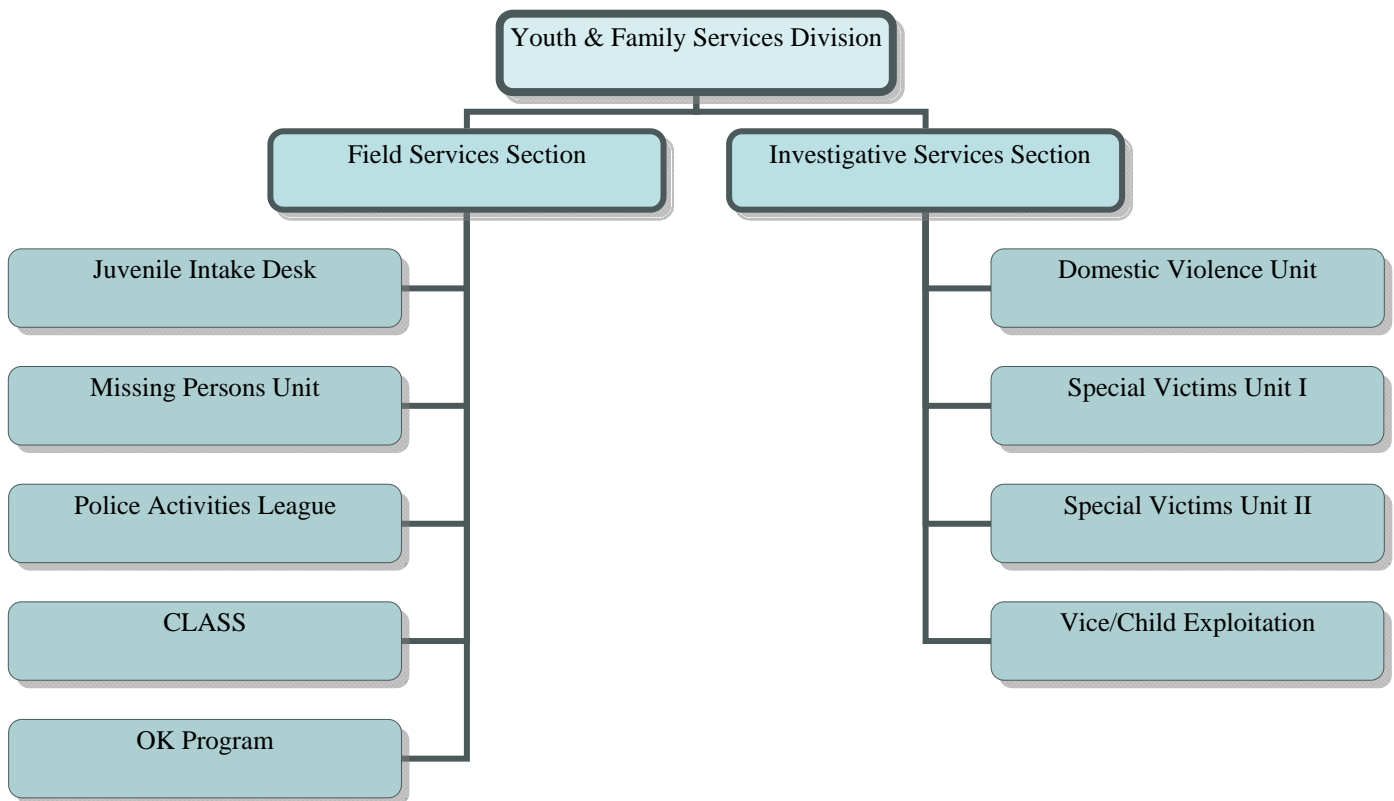 Youth & Family Services Division
Field Services Section
Investigative Services Section
Juvenile Intake Desk
Missing Persons Unit
Police Activities League
CLASS
OK Program
Domestic Violence Unit
Special Victims Unit I
Special Victims Unit II
Vice/Child Exploitation